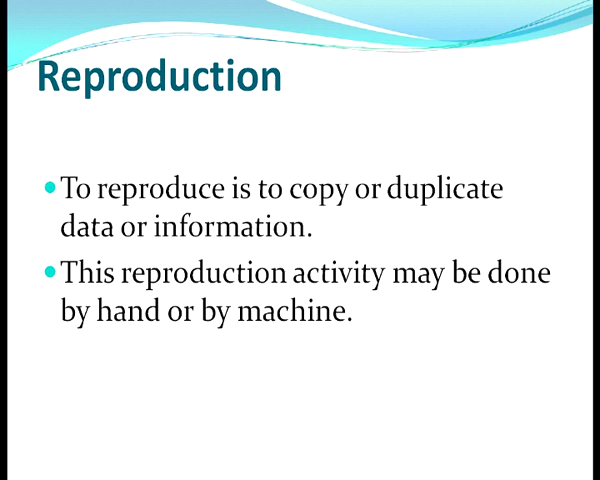 Reproduction
To reproduce is to copy or duplicate
data or information.
This reproduction activity may be done
by hand or by machine.